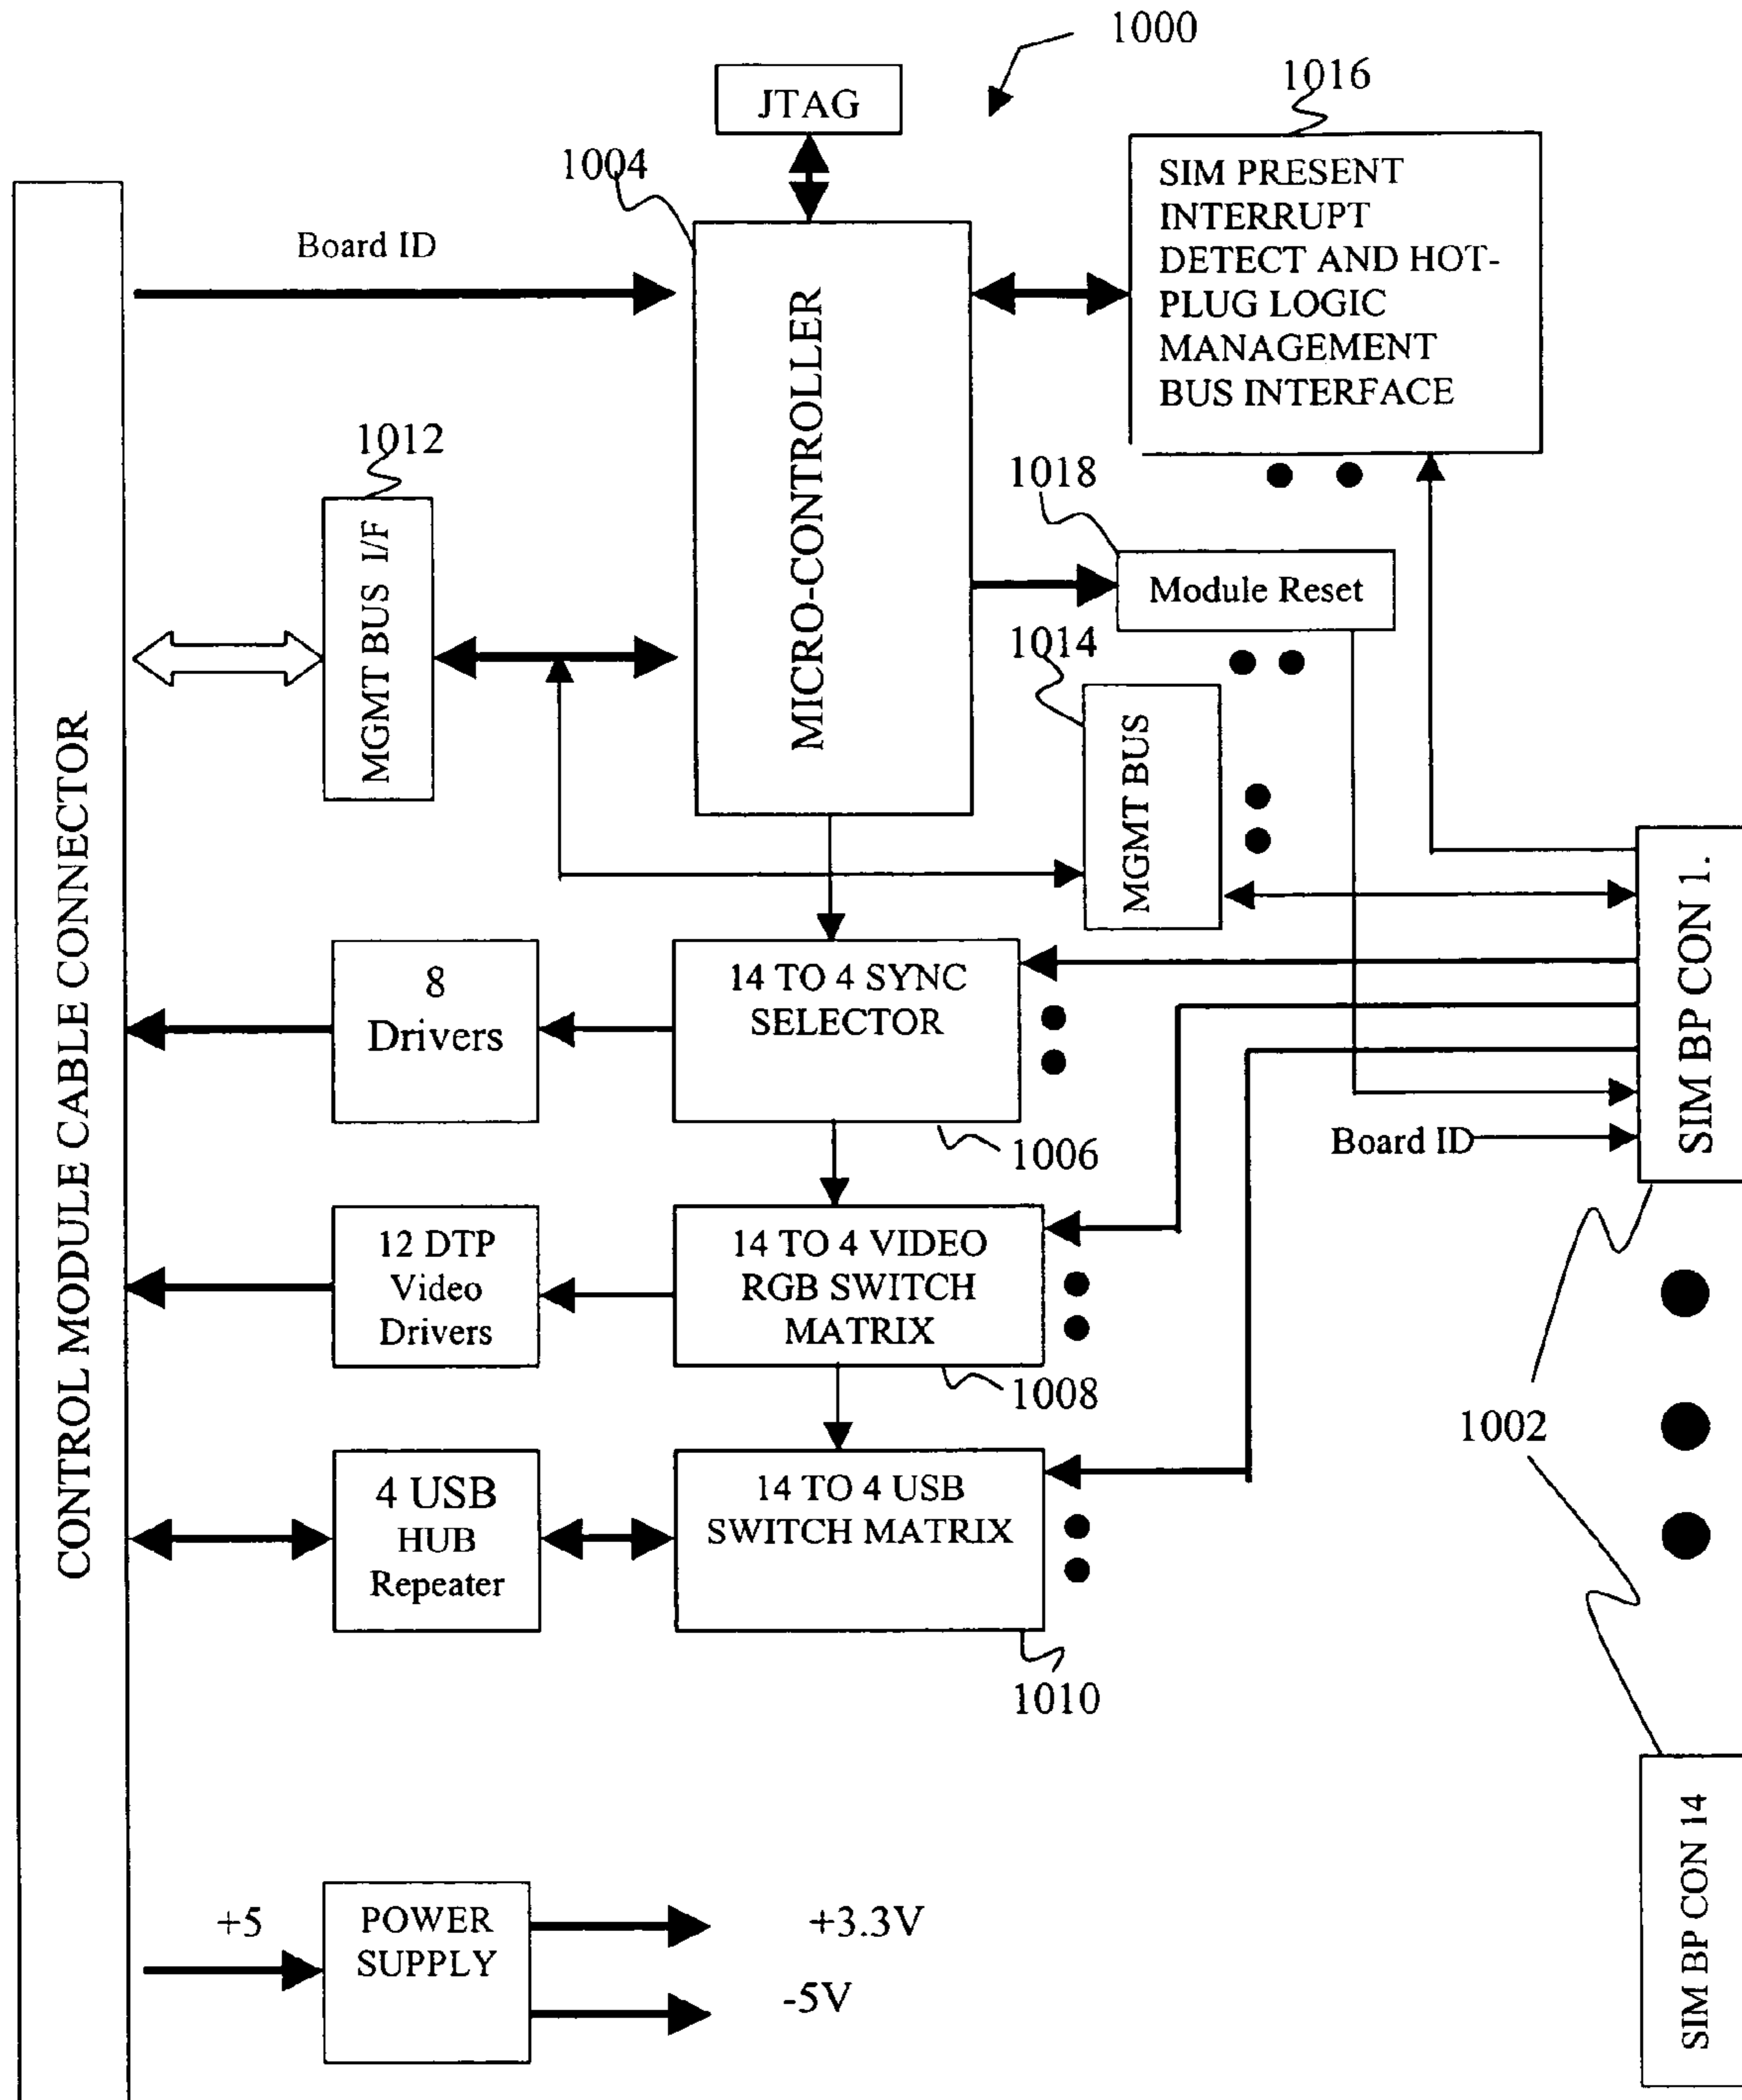 1000
JTAG
1016
1004
SIM PRESENT
INTERRUPT
DETECT AND HOT-
PLUG LOGIC
MANAGEMENT
BUS INTERFACE
Board ID
MICRO-CONTROLLER
1012
MGMT BUS I/F
1018
Module Reset
1014
MGMT BUS
CONTROL MODULE CABLE CONNECTOR
SIM BP CON 1.
8
Drivers
14 TO 4 SYNC
SELECTOR
1006
Board ID
12 DTP
Video
Drivers
14 TO 4 VIDEO
RGB SWITCH
MATRIX
1008
1002
4 USB
HUB
Repeater
14 TO 4 USB
SWITCH MATRIX
1010
SIM BP CON 14
+5
POWER
SUPPLY
+3.3V
-5V